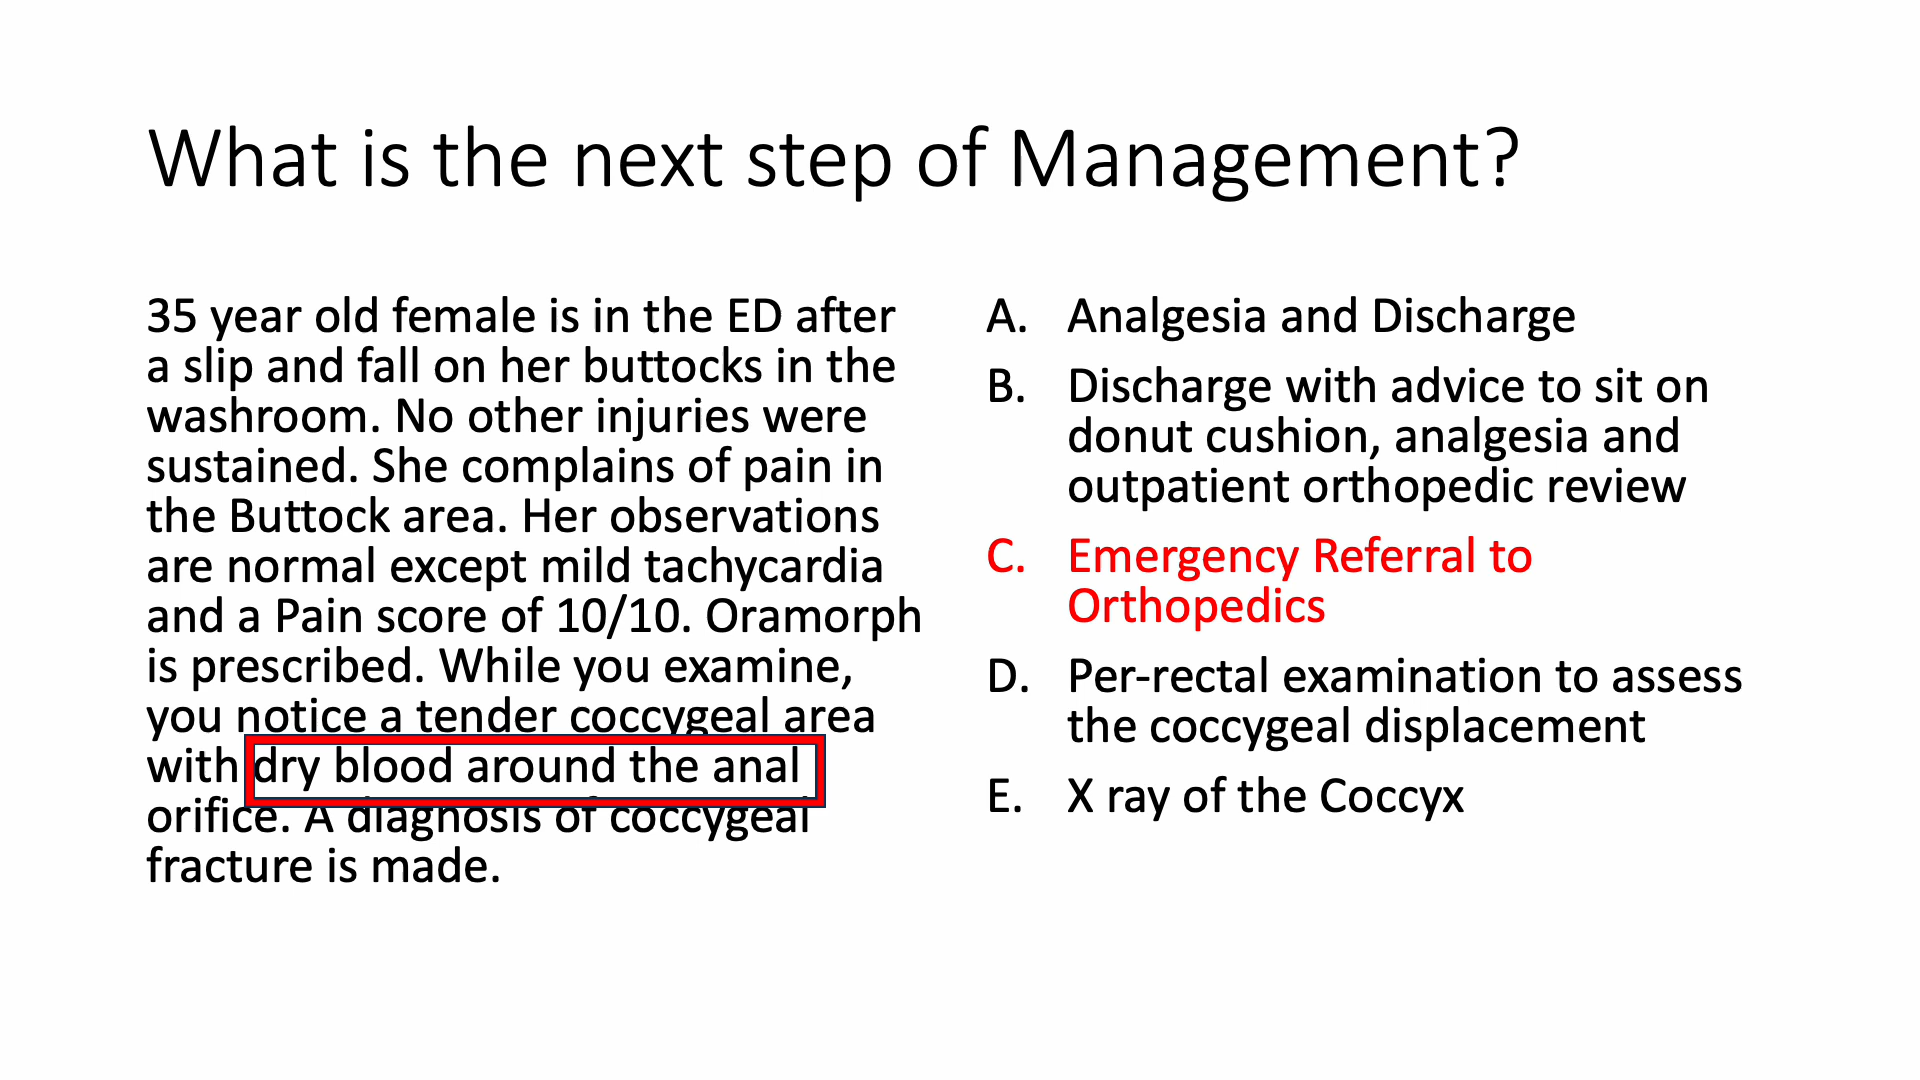 What is the next step of Management?
35 year old female is in the ED after
a slip and fall on her buttocks in the
washroom. No other injuries were
sustained. She complains of pain in
the Buttock area. Her observations
are normal except mild tachycardia
and a Pain score of 10/10. Oramorph
is prescribed. While you examine,
you notice a tender coccygeal area
with dry blood around the anal
orifice. A diagnosis of coccygeal
fracture is made.
A. Analgesia and Discharge
B. Discharge with advice to sit on
donut cushion, analgesia and
outpatient orthopedic review
C. Emergency Referral to
Orthopedics
D. Per-rectal examination to assess
the coccygeal displacement
E. X ray of the Coccyx